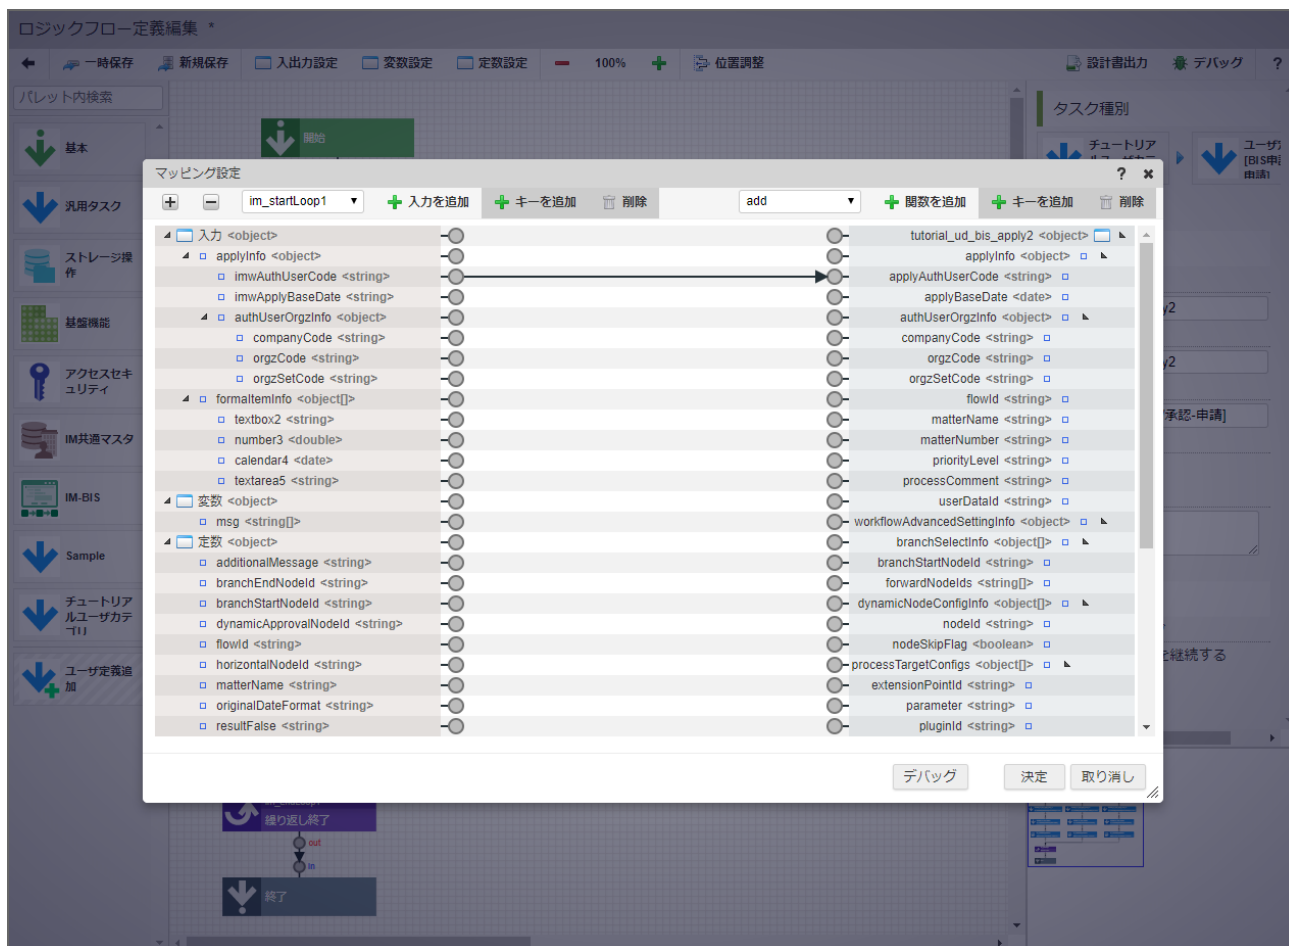 ロジックフロー定義編集 *
一時保存 新規保存 入出力設定 変数設定 定数設定 100% 位置調整 設計書出力 デバッグ ?
パレット内検索
基本
汎用タスク
ストレージ操
作
基盤機能
アクセスセキ
ュリティ
IM共通マスタ
IM-BIS
Sample
チュートリア
ルユーザカテ
ゴリ
ユーザ定義追
加
開始
タスク種別
チュートリア
ユーザ
[BIS申
申請]
マッピング設定 ?
im_startLoop1 入力を追加 キーを追加 削除 add 関数を追加 キーを追加 削除
入力 <object>
applyInfo <object>
imwAuthUserCode <string>
imwApplyBaseDate <string>
authUserOrgzInfo <object>
companyCode <string>
orgzCode <string>
orgzSetCode <string>
formaItemInfo <object[]>
textbox2 <string>
number3 <double>
calendar4 <date>
textarea5 <string>
変数 <object>
msg <string[]>
定数 <object>
additionalMessage <string>
branchEndNodeId <string>
branchStartNodeId <string>
dynamicApprovalNodeId <string>
flowId <string>
horizontalNodeId <string>
matterName <string>
originalDateFormat <string>
resultFalse <string>
tutorial_ud_bis_apply2 <object>
applyInfo <object>
applyAuthUserCode <string>
applyBaseDate <date>
authUserOrgzInfo <object>
companyCode <string>
orgzCode <string>
orgzSetCode <string>
flowId <string>
matterName <string>
matterNumber <string>
priorityLevel <string>
processComment <string>
userDataId <string>
workflowAdvancedSettingInfo <object>
branchSelectInfo <object[]>
branchStartNodeId <string>
forwardNodeIds <string[]>
dynamicNodeConfigInfo <object[]>
nodeId <string>
nodeSkipFlag <boolean>
processTargetConfigs <object[]>
extensionPointId <string>
parameter <string>
pluginId <string>
デバッグ 決定 取り消し
y2
y2
承認-申請]
を継続する
繰り返し終了
out
in
終了